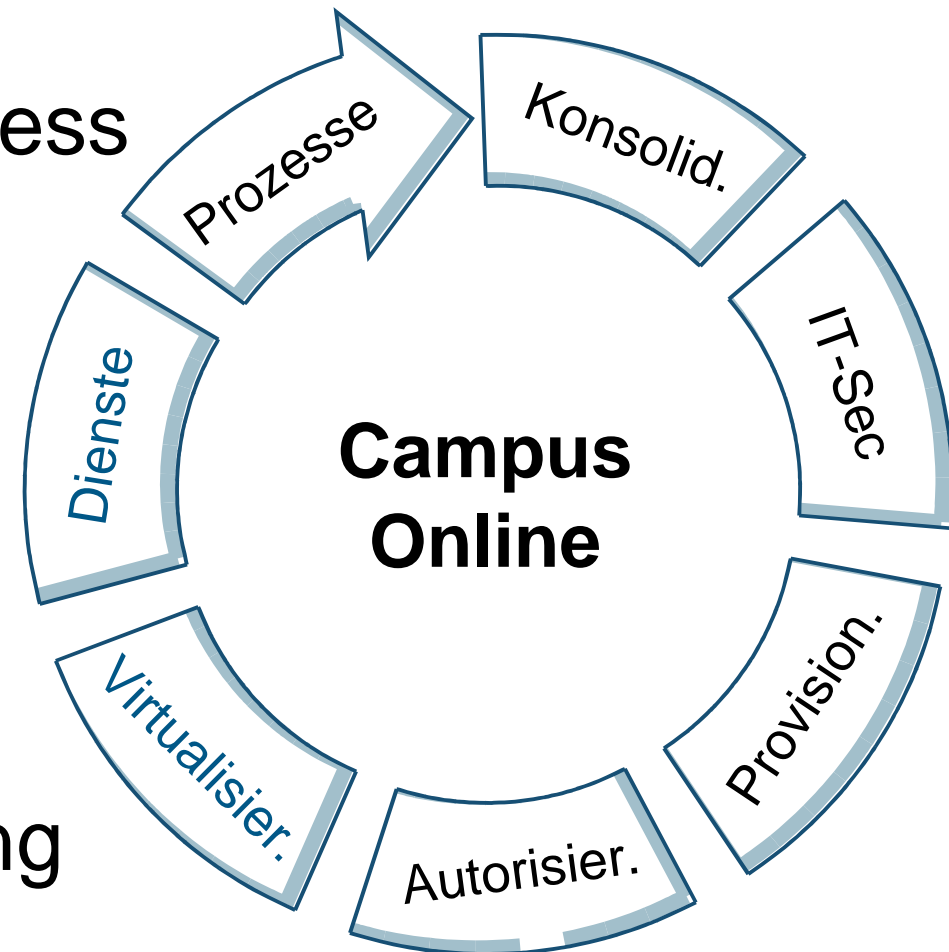 ess
Prozesse
Konsolid.
IT-Sec
Provision.
Autorisier.
Virtualisier.
Dienste
Campus
Online
ng